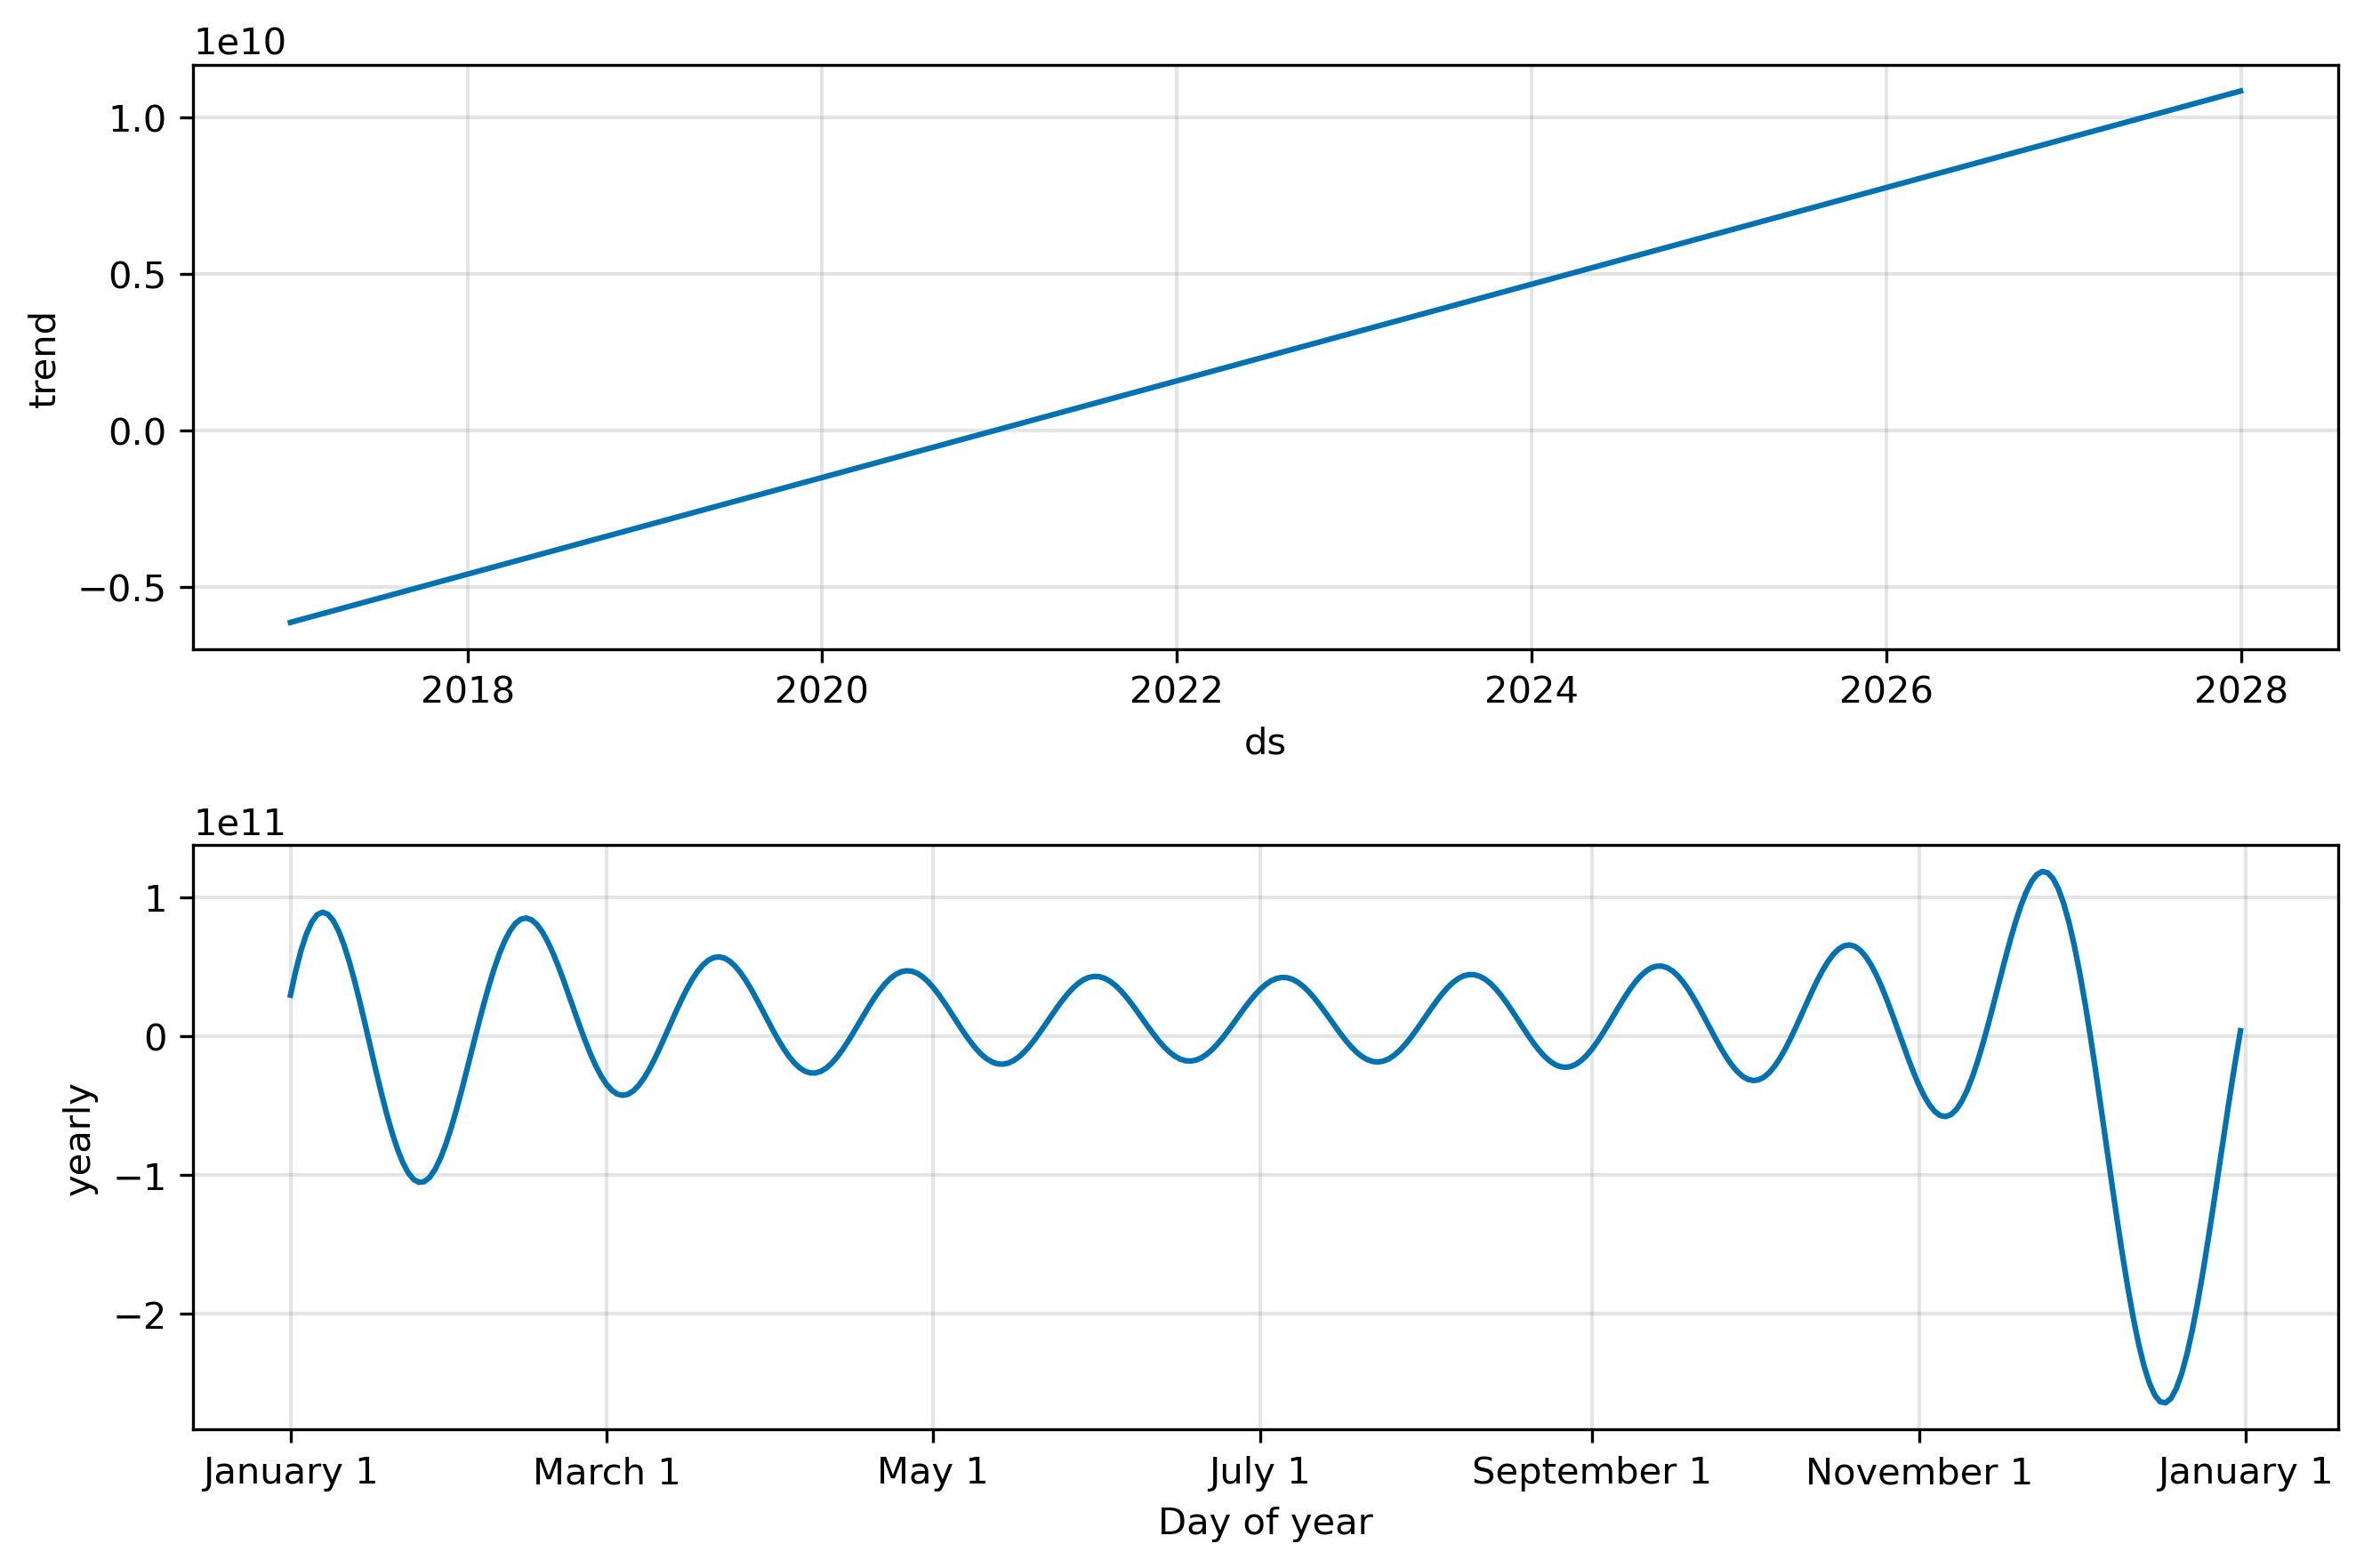 1e10
1.0
0.5
0.0
−0.5
trend
2018 2020 2022 2024 2026 2028
ds
1e11
1
0
−1
−2
yearly
January 1 March 1 May 1 July 1 September 1 November 1 January 1
Day of year